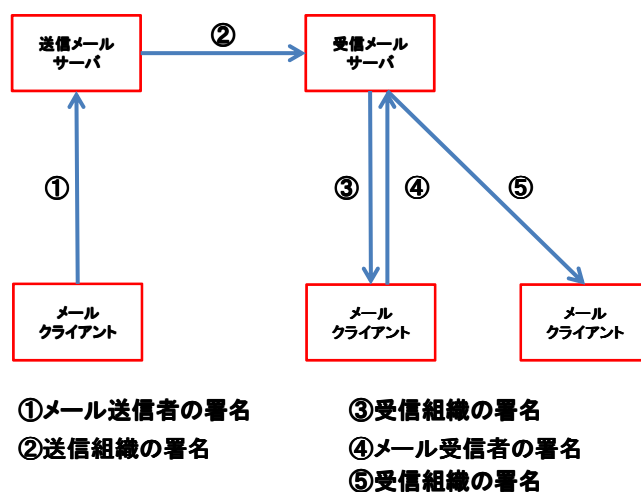 送信メール
サーバ
②
受信メール
サーバ
①
③
④
⑤
メール
クライアント
メール
クライアント
メール
クライアント
①メール送信者の署名
②送信組織の署名
③受信組織の署名
④メール受信者の署名
⑤受信組織の署名